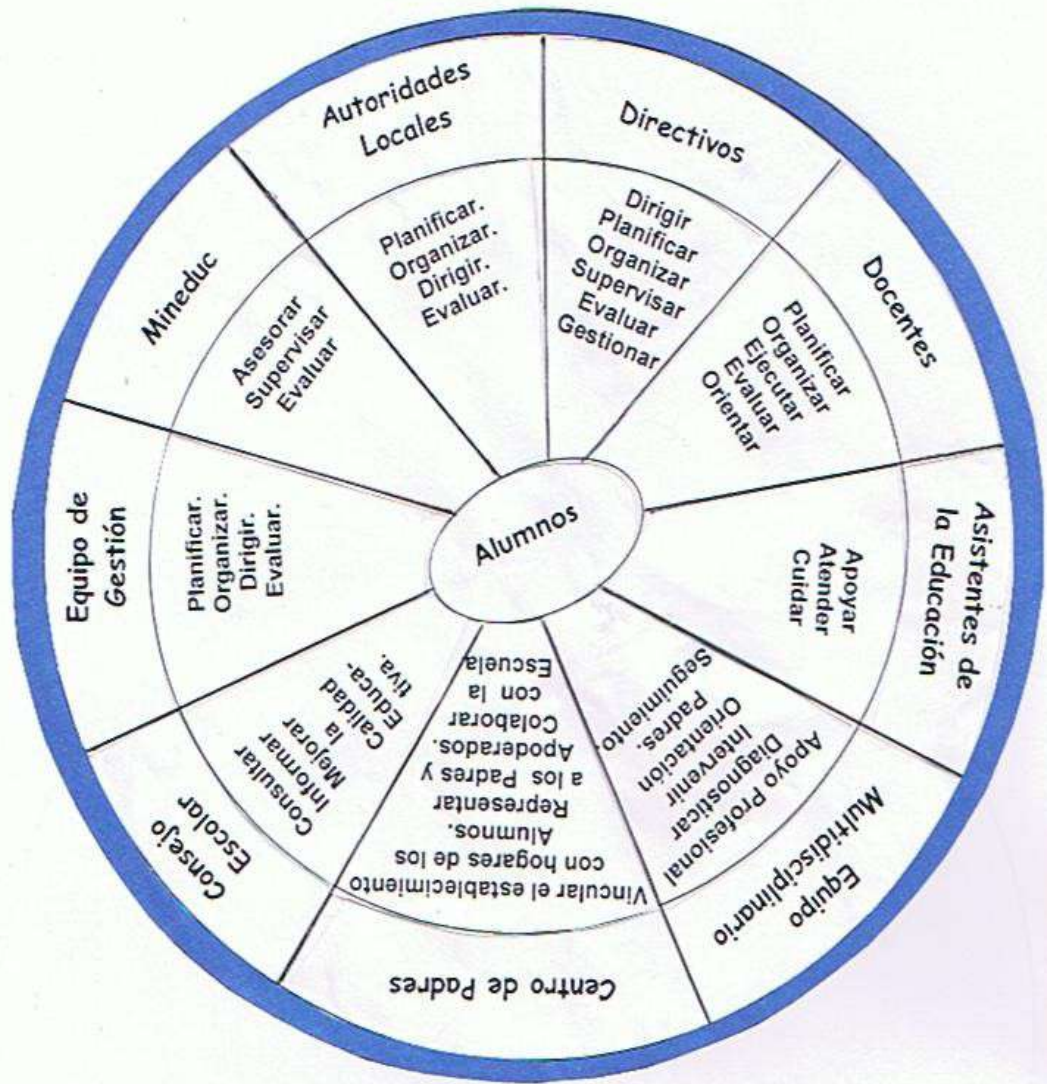 Autoridades
Locales
Planificar.
Organizar.
Dirigir.
Evaluar.
Directivos
Dirigir
Planificar
Organizar
Supervisar
Evaluar
Gestionar
Docentes
Planificar
Organizar
Ejecutar
Evaluar
Orientar
Asistentes de
la Educación
Apoyar
Atender
Cuidar
Equipo
Multidisciplinario
Apoyo Profesional
Diagnosticar
Intervenir
Orientación
Padres.
Seguimiento.
Centro de Padres
Vincular el establecimiento
con hogares de los
Alumnos.
Representar
a los Padres y
Apoderados.
Colaborar
con la
Escuela
Consejo
Escolar
Consultar
Informar
Mejorar
la
Calidad
Educa-
tiva.
Equipo de
Gestión
Planificar.
Organizar.
Dirigir.
Evaluar.
Mineduc
Asesorar
Supervisar
Evaluar
Alumnos